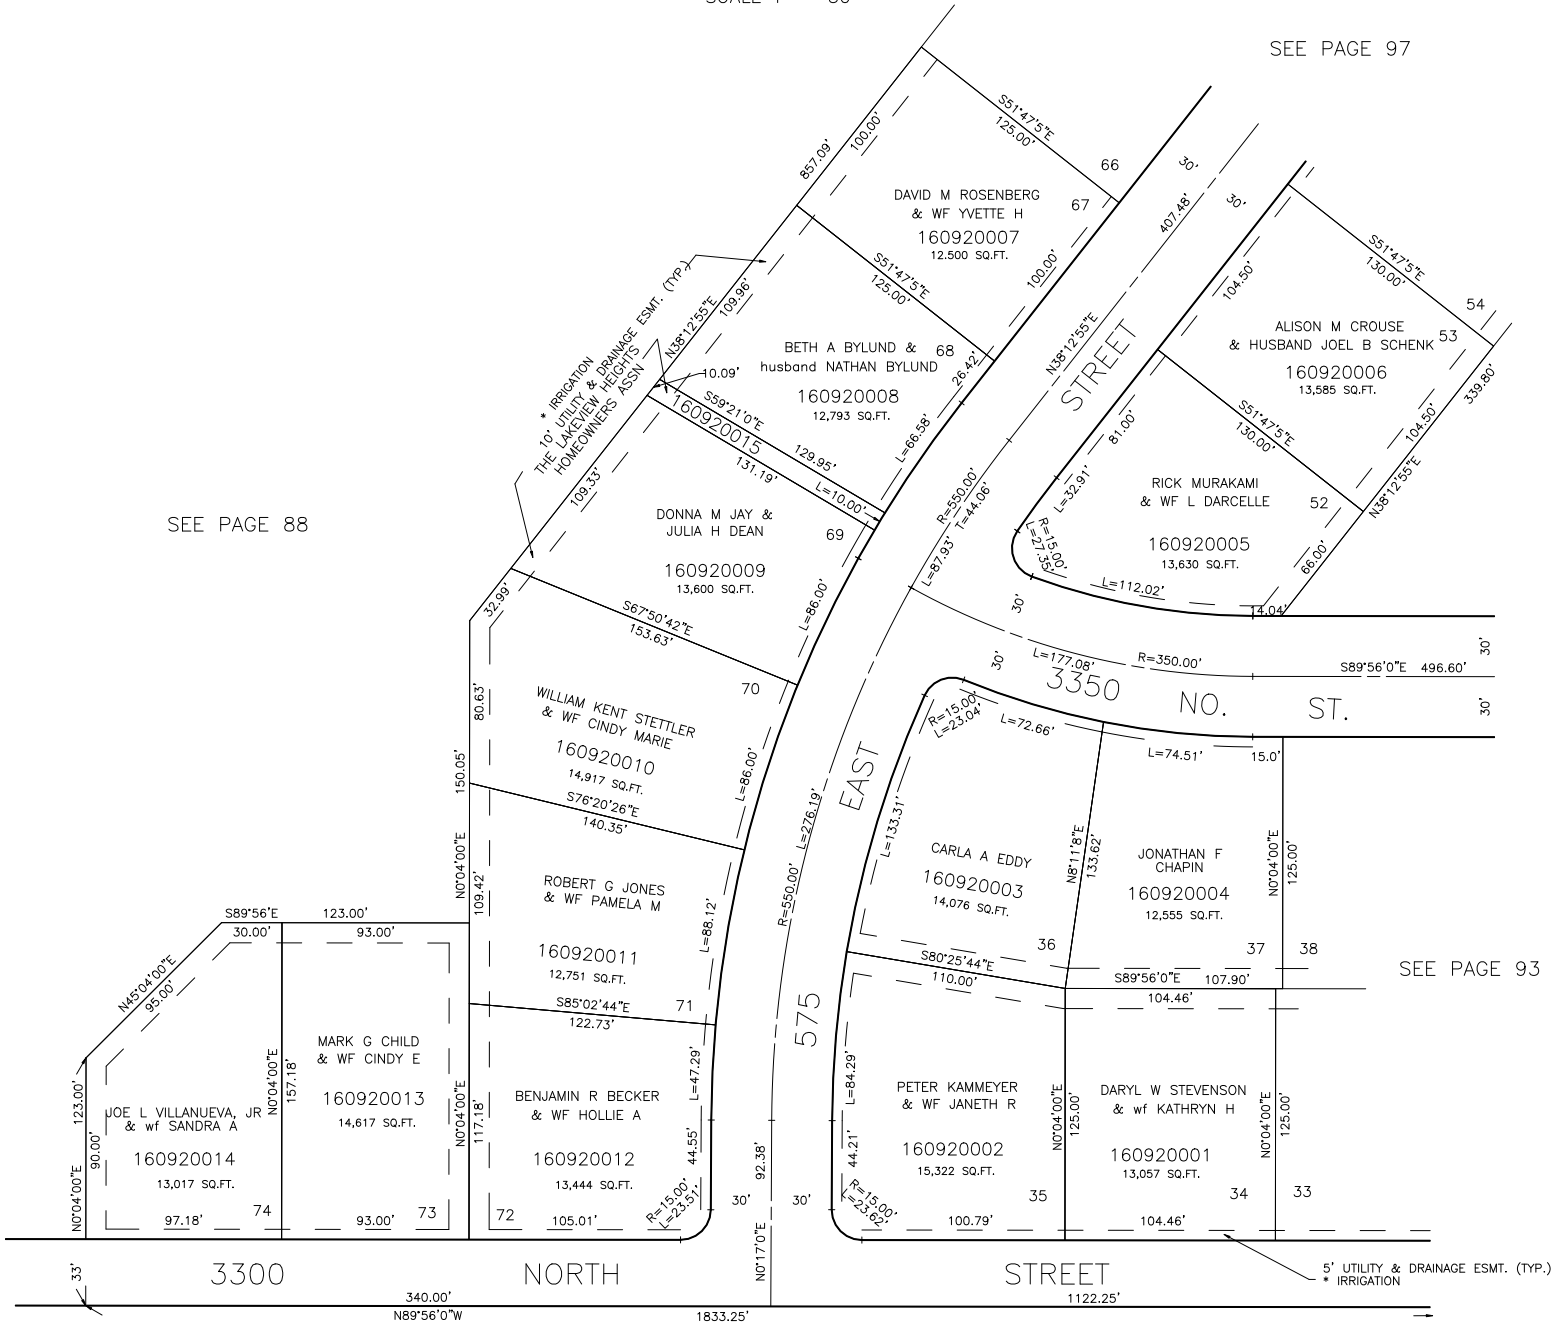 SEE PAGE 97
S51°47'5"E
125.00'
857.09'
100.00'
66
30'
DAVID M ROSENBERG
& WF YVETTE H
160920007
12.500 SQ.FT.
67
407.48'
30'
100.00'
S51°47'5"E
125.00'
104.50'
S51°47'5"E
130.00'
54
* IRRIGATION
10' UTILITY & DRAINAGE ESMT. (TYP.)
THE LAKEVIEW HEIGHTS
HOMEOWNERS ASSN
109.96'
N38°12'55"E
10.09'
BETH A BYLUND &
husband NATHAN BYLUND
160920008
12,793 SQ.FT.
68
26.42'
N38°12'55"E
STREET
ALISON M CROUSE
& HUSBAND JOEL B SCHENK
160920006
13,585 SQ.FT.
53
339.80'
S59°21'0"E
129.95'
160920015
131.19'
L=10.00'
L=66.58'
81.00'
S51°47'5"E
130.00'
104.50'
N38°12'55"E
SEE PAGE 88
109.33'
DONNA M JAY &
JULIA H DEAN
160920009
13,600 SQ.FT.
69
R=550.00'
T=44.06'
L=87.93'
L=32.91'
R=15.00'
L=27.35'
RICK MURAKAMI
& WF L DARCELLE
160920005
13,630 SQ.FT.
52
66.00'
L=112.02'
14.04'
32.99'
S67°50'42"E
153.63'
L=86.00'
30'
30'
L=177.08'
R=350.00'
S89°56'0"E 496.60'
30'
30'
3350 NO. ST.
80.63'
WILLIAM KENT STETTLER
& WF CINDY MARIE
160920010
14,917 SQ.FT.
70
L=86.00'
R=15.00'
L=23.04'
L=72.66'
L=74.51'
15.0'
150.05'
S76°20'26"E
140.35'
L=276.19'
EAST
L=133.31'
N0°04'00"E
109.42'
ROBERT G JONES
& WF PAMELA M
160920011
12,751 SQ.FT.
71
L=88.12'
R=550.00'
CARLA A EDDY
160920003
14,076 SQ.FT.
36
N8°11'8"E
133.62'
JONATHAN F
CHAPIN
160920004
12,555 SQ.FT.
37
N0°04'00"E
125.00'
38
SEE PAGE 93
S89°56'E
123.00'
30.00'
93.00'
S80°25'44"E
110.00'
S89°56'0"E
107.90'
104.46'
N45°04'00"E
95.00'
S85°02'44"E
122.73'
575
123.00'
90.00'
N0°04'00"E
JOE L VILLANUEVA, JR
& wf SANDRA A
160920014
13,017 SQ.FT.
97.18'
74
N0°04'00"E
157.18'
MARK G CHILD
& WF CINDY E
160920013
14,617 SQ.FT.
93.00'
73
N0°04'00"E
117.18'
BENJAMIN R BECKER
& WF HOLLIE A
160920012
13,444 SQ.FT.
72
105.01'
L=47.29'
44.55'
R=15.00'
L=23.51'
30'
30'
92.38'
N0°17'0"E
L=84.29'
44.21'
R=15.00'
L=23.62'
PETER KAMMEYER
& WF JANETH R
160920002
15,322 SQ.FT.
35
100.79'
N0°04'00"E
125.00'
DARYL W STEVENSON
& wf KATHRYN H
160920001
13,057 SQ.FT.
34
104.46'
N0°04'00"E
125.00'
33
33'
3300 NORTH STREET
5' UTILITY & DRAINAGE ESMT. (TYP.)
* IRRIGATION
340.00'
1122.25'
N89°56'0"W
1833.25'